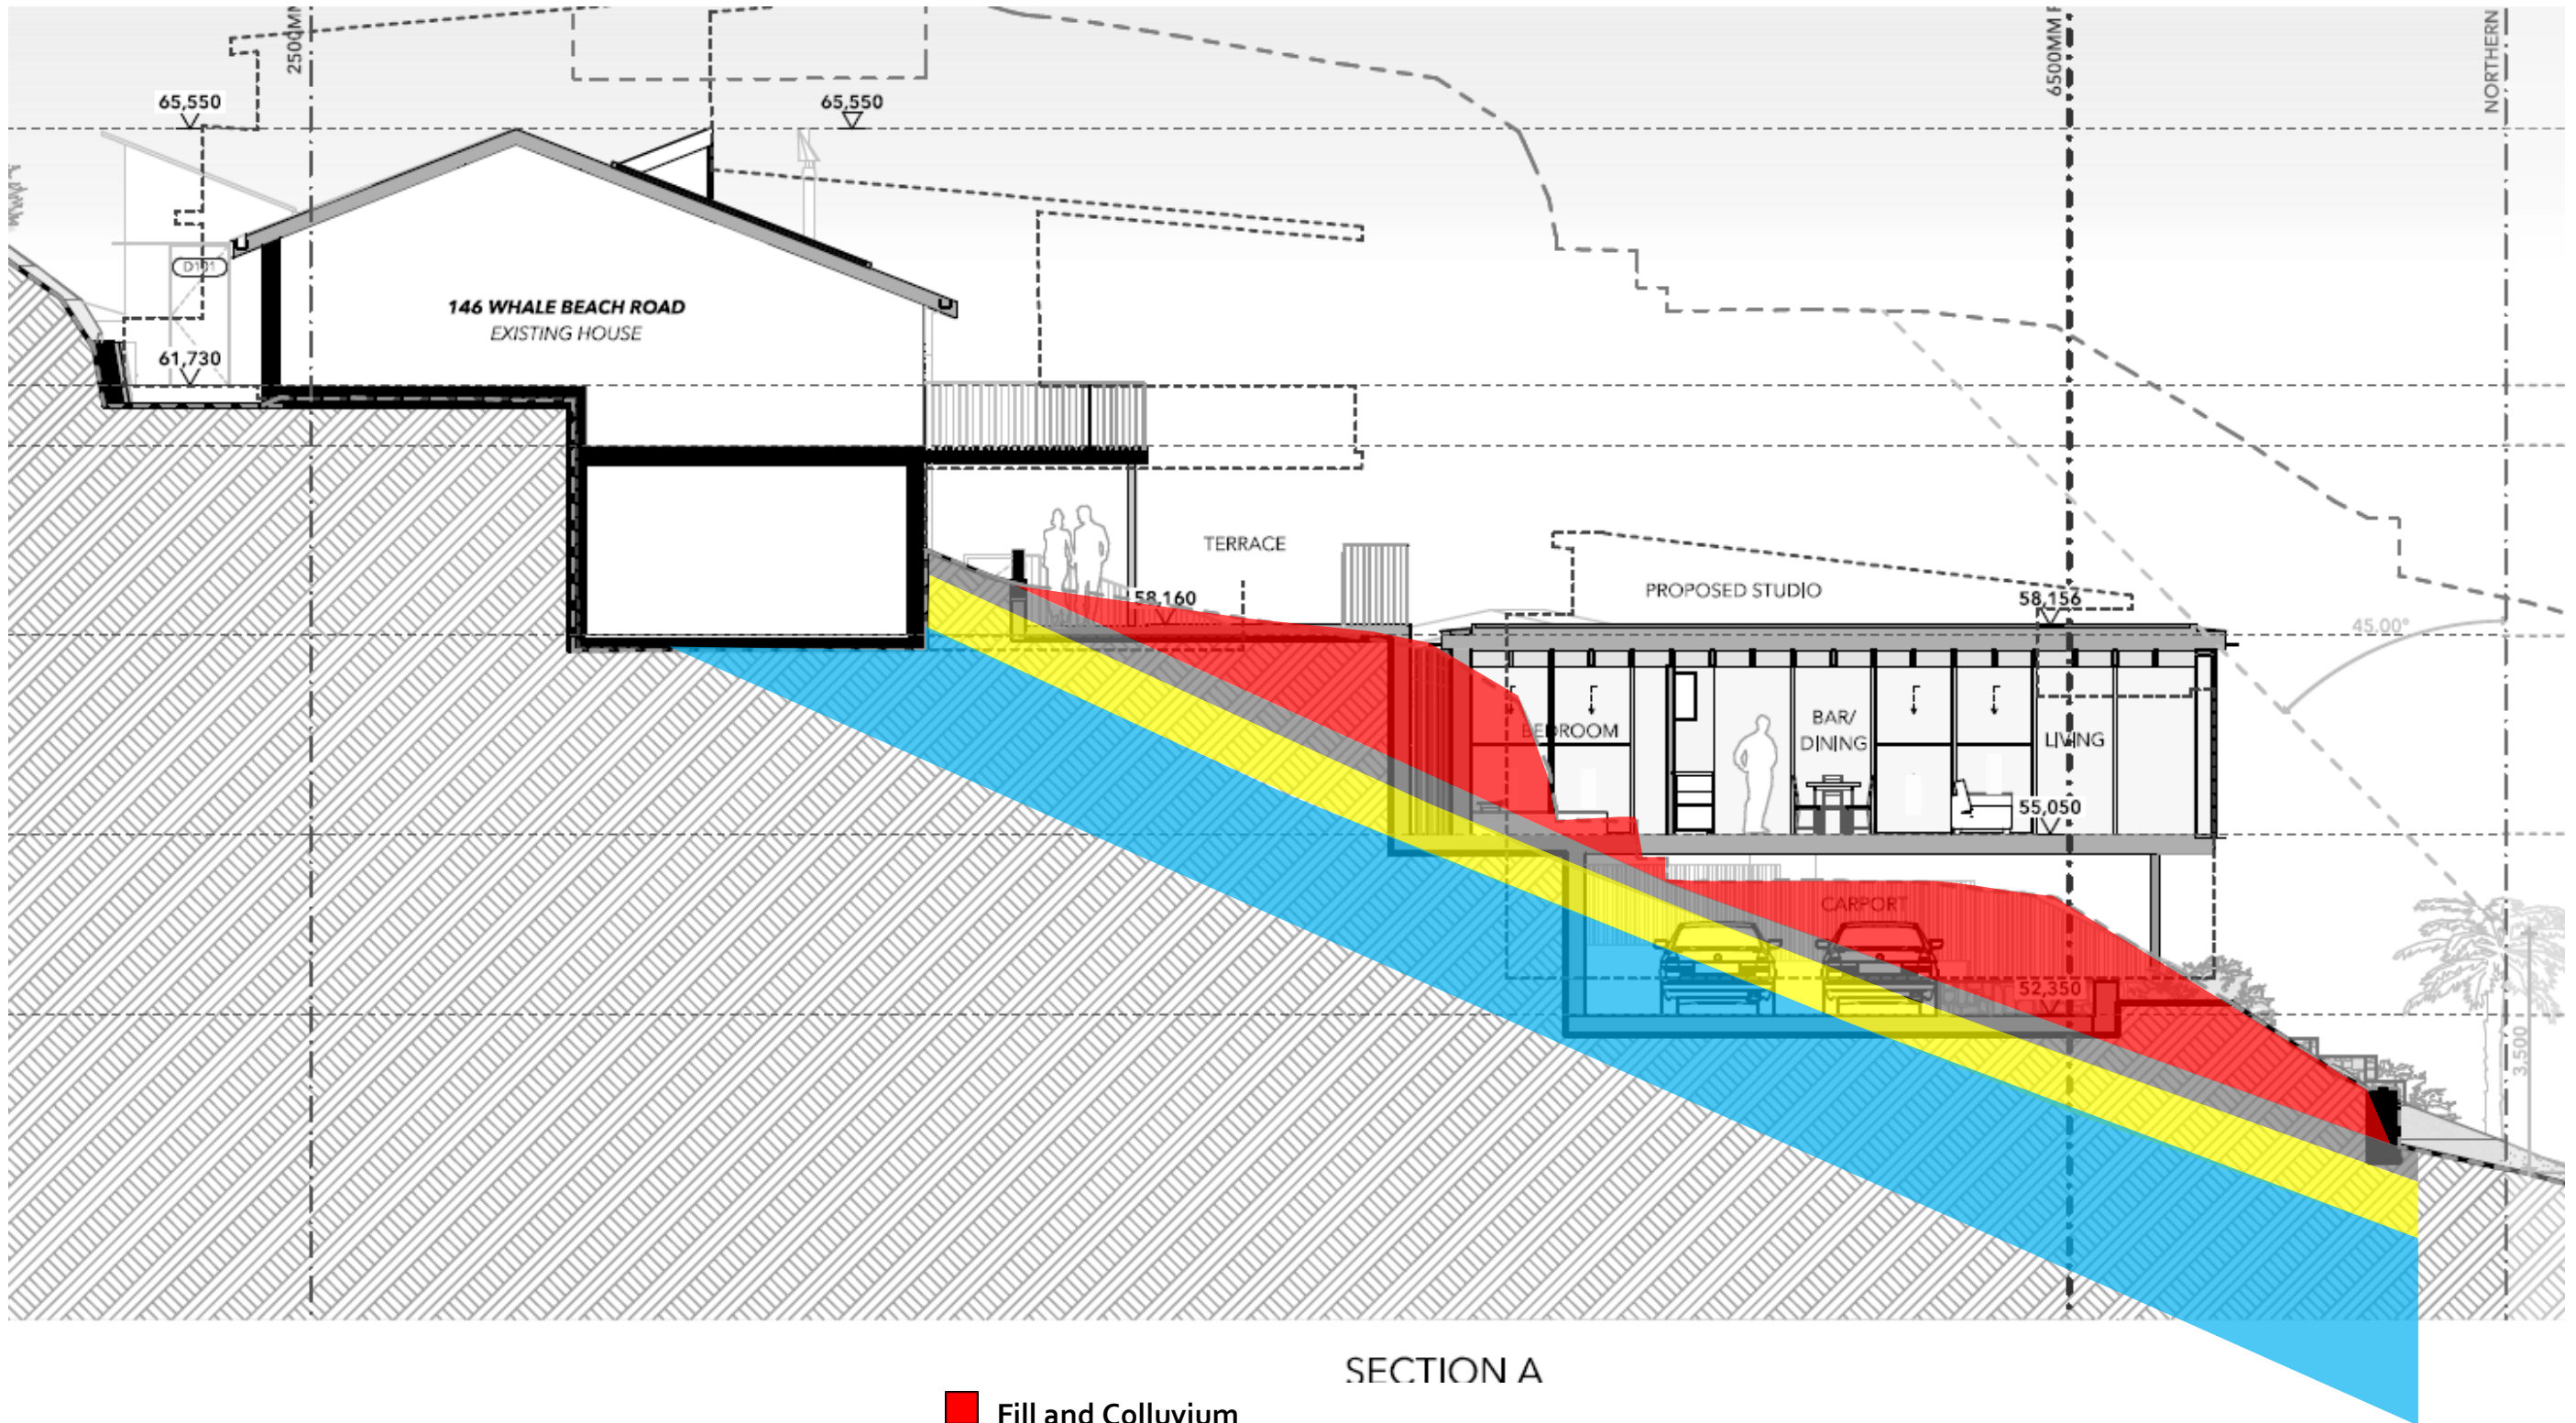 2500MM
6500MM
NORTHERN
65,550
65,550
D101
146 WHALE BEACH ROAD
EXISTING HOUSE
61,730
TERRACE
58,160
PROPOSED STUDIO
58,156
45.00°
BEDROOM
BAR/
DINING
LIVING
55,050
CARPORT
52,350
3,500
SECTION A
Fill and Colluvium